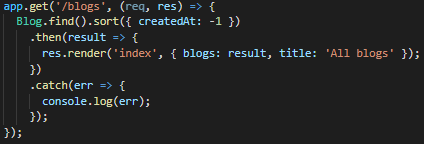 app.get('/blogs', (req, res) => {
  Blog.find().sort({ createdAt: -1 })
    .then(result => {
      res.render('index', { blogs: result, title: 'All blogs' });
    })
    .catch(err => {
      console.log(err);
    });
});